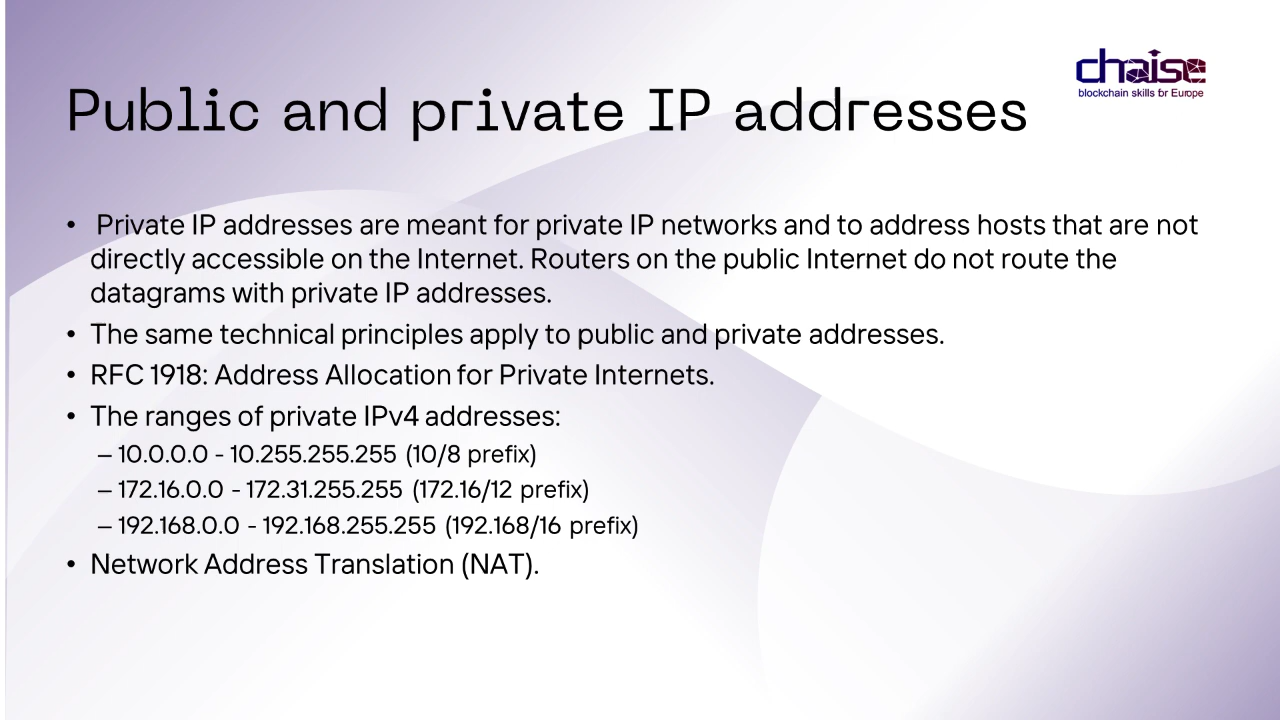 chaise
blockchain skills for Europe
Public and private IP addresses
• Private IP addresses are meant for private IP networks and to address hosts that are not
directly accessible on the Internet. Routers on the public Internet do not route the
datagrams with private IP addresses.
• The same technical principles apply to public and private addresses.
• RFC 1918: Address Allocation for Private Internets.
• The ranges of private IPv4 addresses:
– 10.0.0.0 - 10.255.255.255 (10/8 prefix)
– 172.16.0.0 - 172.31.255.255 (172.16/12 prefix)
– 192.168.0.0 - 192.168.255.255 (192.168/16 prefix)
• Network Address Translation (NAT).